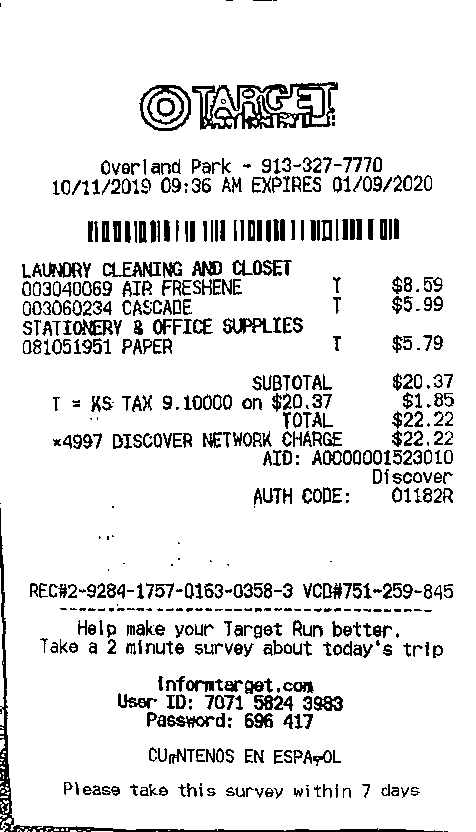 TARGET
Overland Park - 913-327-7770
10/11/2019 09:36 AM EXPIRES 01/09/2020
LAUNDRY CLEANING AND CLOSET
003040069 AIR FRESHENE T $8.59
003060234 CASCADE T $5.99
STATIONERY & OFFICE SUPPLIES
081051951 PAPER T $5.79
SUBTOTAL $20.37
T = KS TAX 9.10000 on $20.37 $1.85
TOTAL $22.22
*4997 DISCOVER NETWORK CHARGE $22.22
AID: A0000001523010
Discover
AUTH CODE: 01182R
REC#2-9284-1757-0163-0358-3 VCD#751-259-845
Help make your Target Run better.
Take a 2 minute survey about today's trip
informtarget.com
User ID: 7071 5824 3983
Password: 696 417
CUéNTENOS EN ESPAñOL
Please take this survey within 7 days